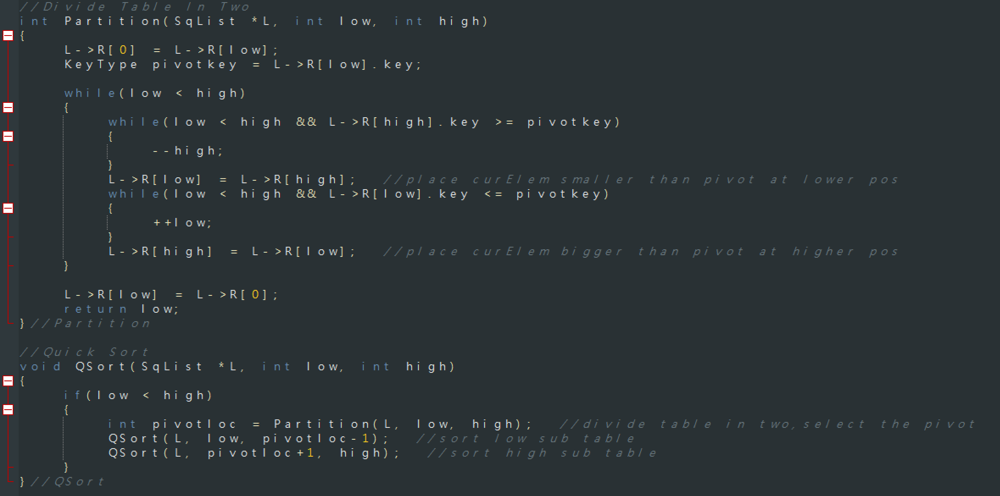 //Divide Table In Two
int Partition(SqList *L, int low, int high)
{
L->R[0] = L->R[low];
KeyType pivotkey = L->R[low].key;
while(low < high)
{
while(low < high && L->R[high].key >= pivotkey)
{
--high;
}
L->R[low] = L->R[high]; //place curElem smaller than pivot at lower pos
while(low < high && L->R[low].key <= pivotkey)
{
++low;
}
L->R[high] = L->R[low]; //place curElem bigger than pivot at higher pos
}
L->R[low] = L->R[0];
return low;
}//Partition
//Quick Sort
void QSort(SqList *L, int low, int high)
{
if(low < high)
{
int pivotloc = Partition(L, low, high); //divide table in two,select the pivot
QSort(L, low, pivotloc-1); //sort low sub table
QSort(L, pivotloc+1, high); //sort high sub table
}
}//QSort